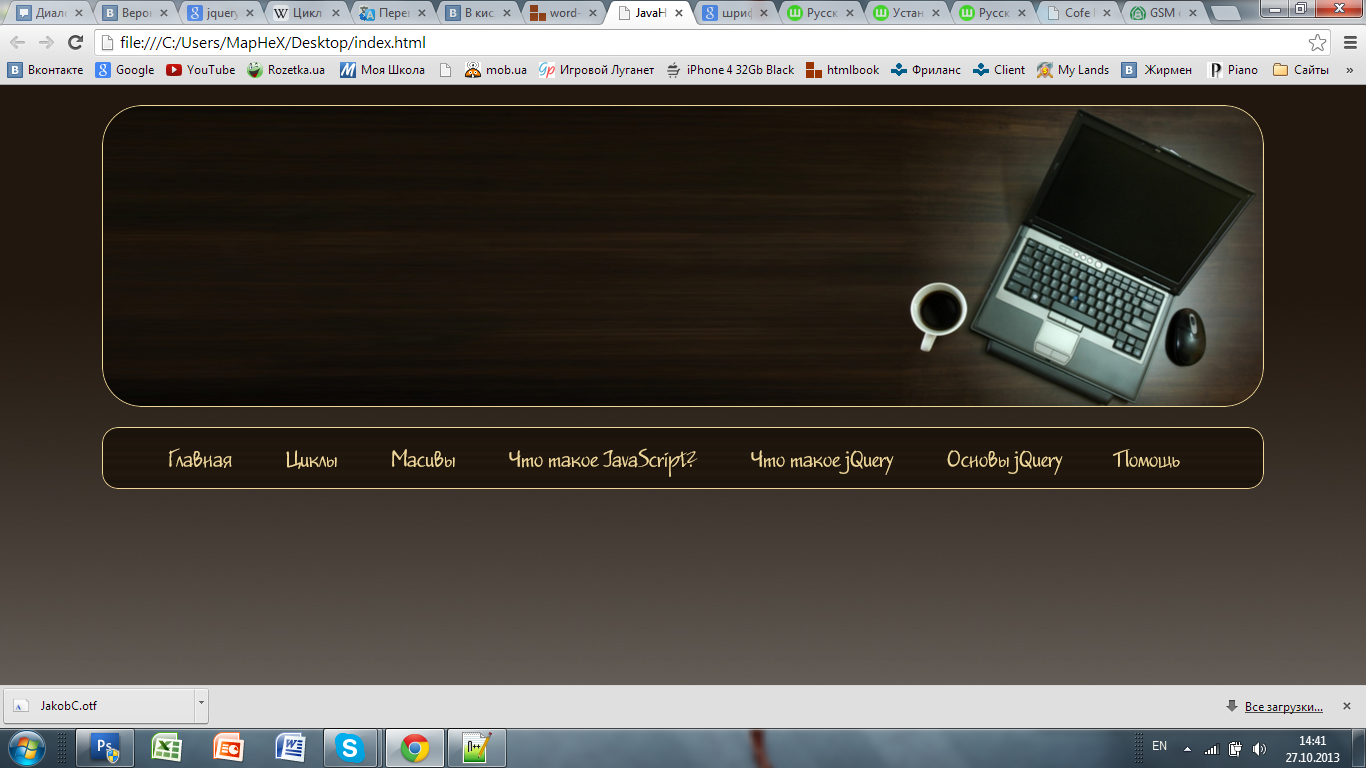 Диал Веро jquery Цикл Пере В кис word- JavaH шриф Русск Устан Русск Cofe GSM
file:///C:/Users/MapHeX/Desktop/index.html
Вконтакте Google YouTube Rozetka.ua Моя Школа mob.ua Игровой Луганет iPhone 4 32Gb Black htmlbook Фриланс Client My Lands Жирмен Piano Сайты »
Главная Циклы Масивы Что такое JavaScript? Что такое jQuery Основы jQuery Помощь
JakobC.otf Все загрузки...
EN 14:41
27.10.2013